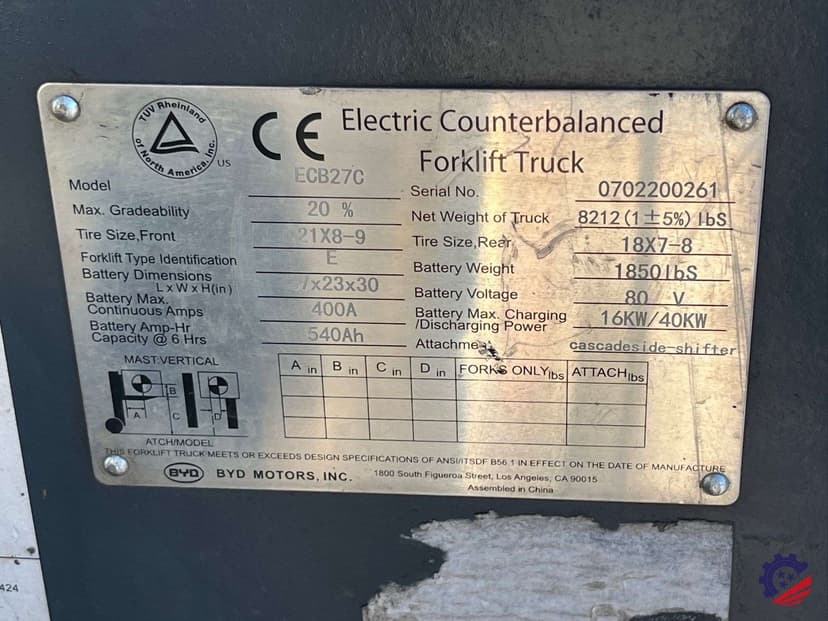 TUV Rheinland
of North America, Inc.
US
CE
Electric Counterbalanced
Forklift Truck
Model ECB27C
Serial No. 0702200261
Max. Gradeability 20 %
Net Weight of Truck 8212(1±5%)lbS
Tire Size,Front 21X8-9
Tire Size,Rear 18X7-8
Forklift Type Identification E
Battery Weight 1850lbS
Battery Dimensions
L x W x H(in) x23x30
Battery Voltage 80 V
Battery Max.
Continuous Amps 400A
Battery Max. Charging
/Discharging Power 16KW/40KW
Battery Amp-Hr
Capacity @ 6 Hrs 540Ah
Attachment cascadeside-shifter
MAST:VERTICAL
A B C D
ATCH/MODEL
A in B in C in D in FORKS ONLY lbs ATTACH lbs
THIS FORKLIFT TRUCK MEETS OR EXCEEDS DESIGN SPECIFICATIONS OF ANSI/ITSDF B56.1 IN EFFECT ON THE DATE OF MANUFACTURE
BYD BYD MOTORS, INC.
1800 South Figueroa Street, Los Angeles, CA 90015
Assembled in China
424